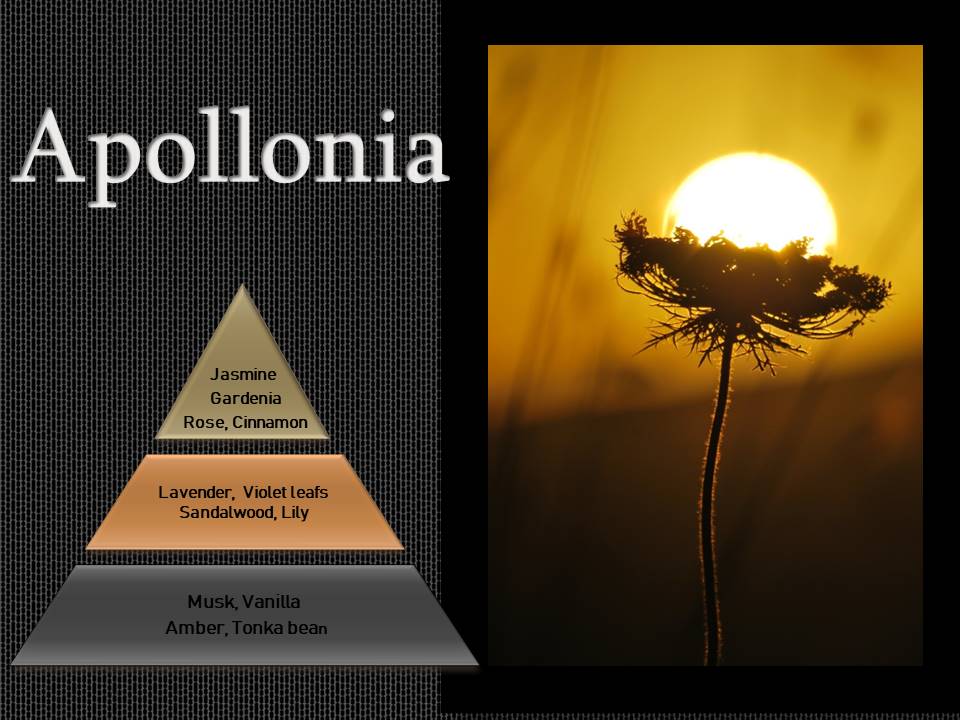 Apollonia
Jasmine
Gardenia
Rose, Cinnamon
Lavender,  Violet leafs
Sandalwood, Lily
Musk, Vanilla
Amber, Tonka bean